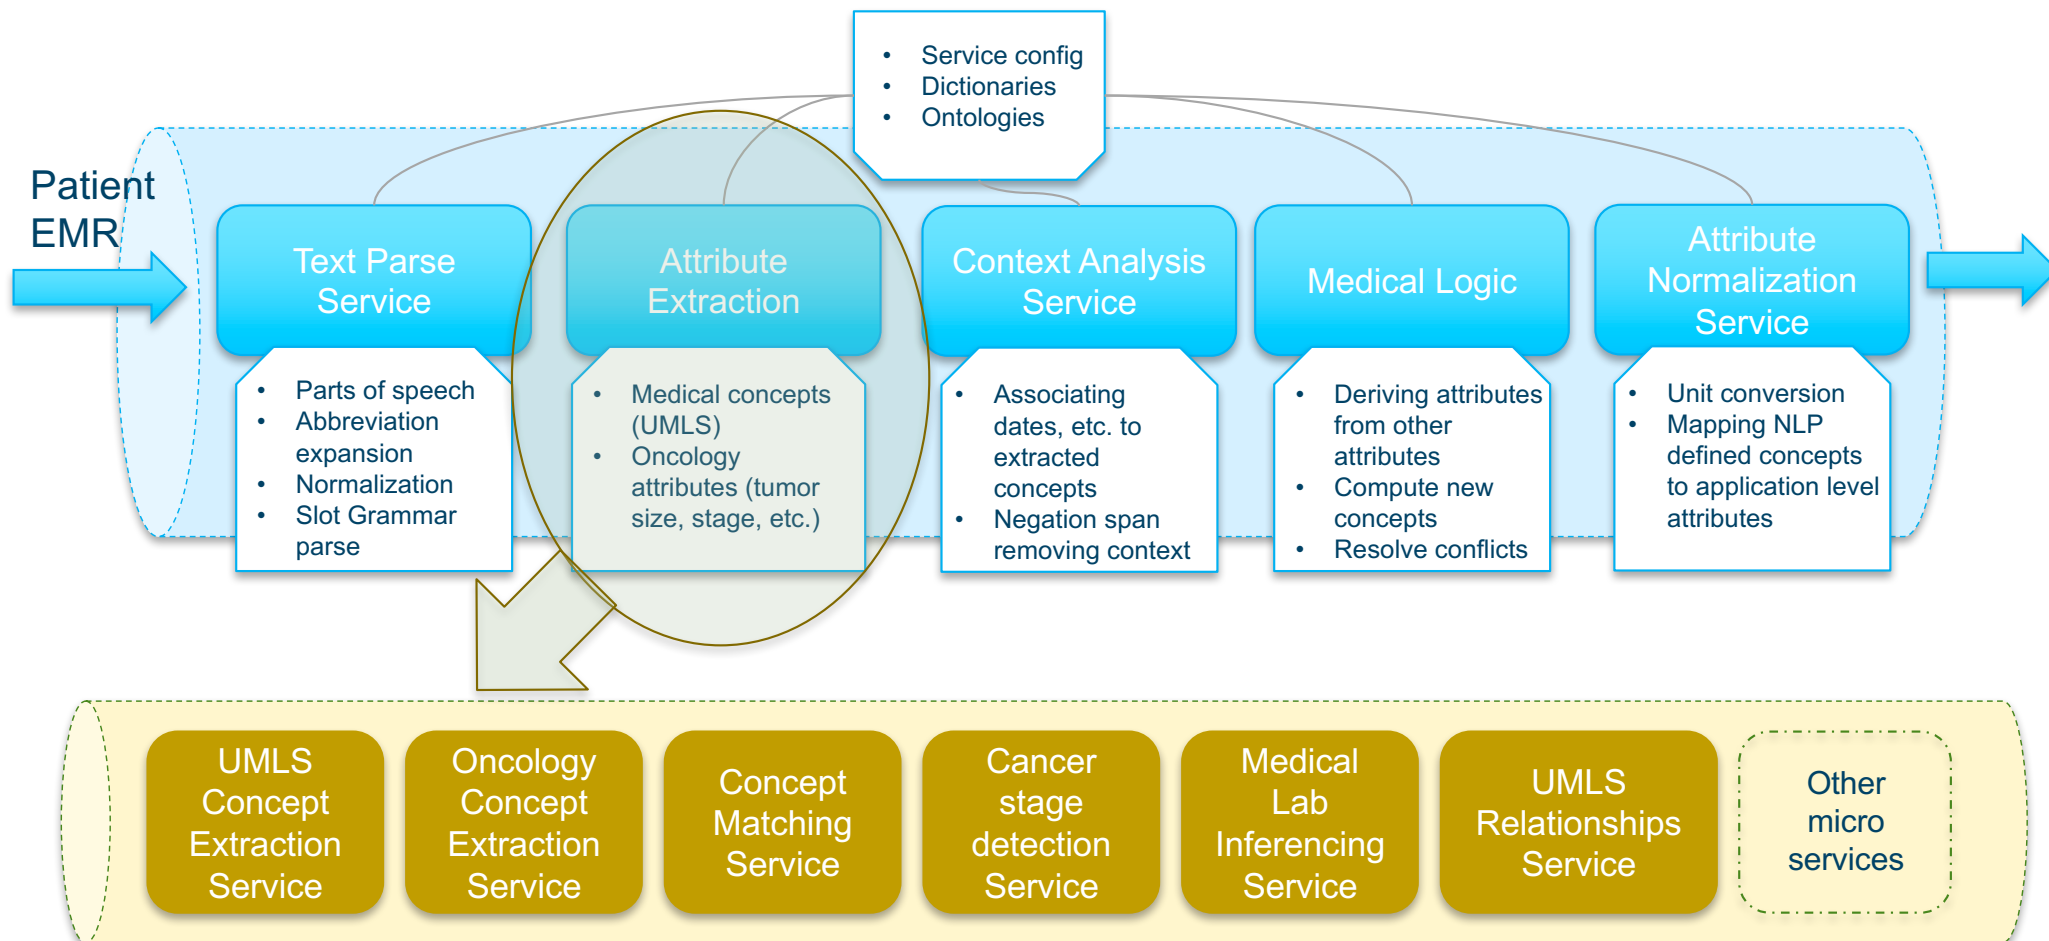 • Service config
• Dictionaries
• Ontologies
Patient
EMR
Text Parse
Service
Attribute
Extraction
Context Analysis
Service
Medical Logic
Attribute
Normalization
Service
• Parts of speech
• Abbreviation
expansion
• Normalization
• Slot Grammar
parse
• Medical concepts
(UMLS)
• Oncology
attributes (tumor
size, stage, etc.)
• Associating
dates, etc. to
extracted
concepts
• Negation span
removing context
• Deriving attributes
from other
attributes
• Compute new
concepts
• Resolve conflicts
• Unit conversion
• Mapping NLP
defined concepts
to application level
attributes
UMLS
Concept
Extraction
Service
Oncology
Concept
Extraction
Service
Concept
Matching
Service
Cancer
stage
detection
Service
Medical
Lab
Inferencing
Service
UMLS
Relationships
Service
Other
micro
services